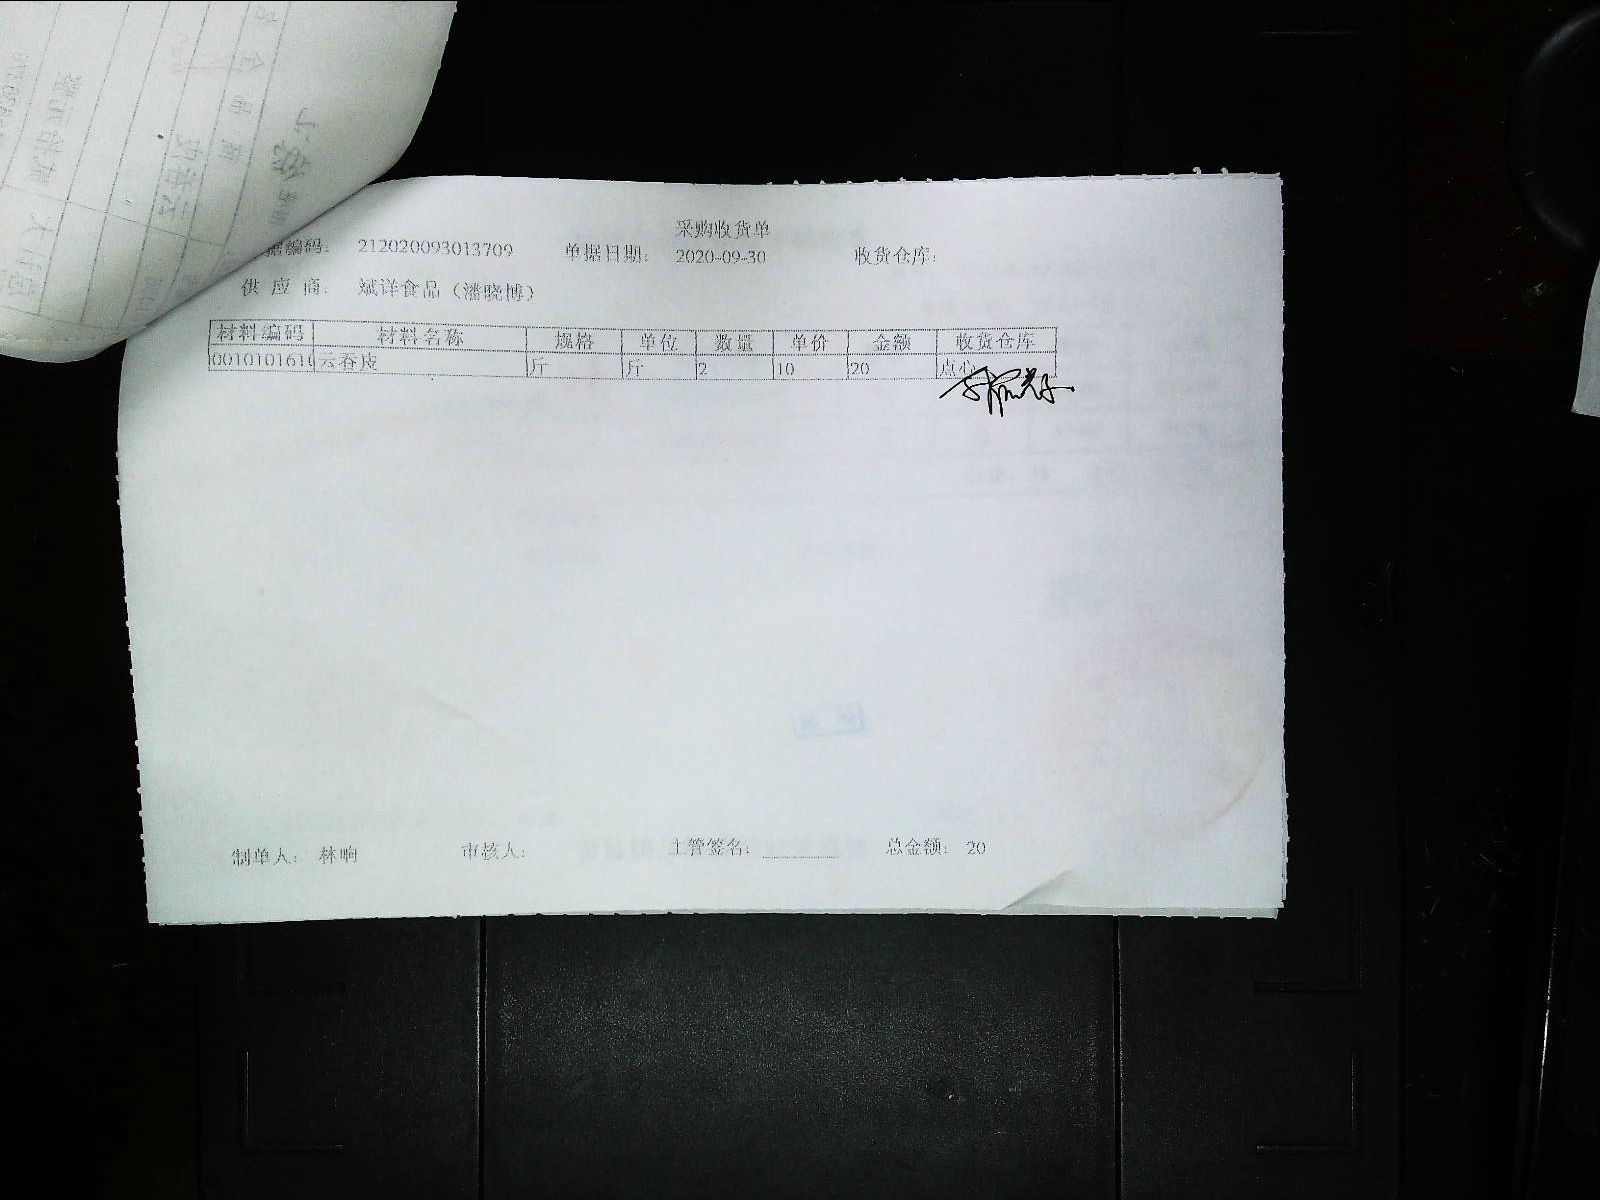 采购收货单
据编码： 212020093013709 单据日期： 2020-09-30 收货仓库：
供 应 商： 斌详食品（潘晓博）
材料编码 材料名称 规格 单位 数量 单价 金额 收货仓库
0010101610 云吞皮 斤 斤 2 10 20 点心
制单人： 林响 审核人： 主管签名：________ 总金额： 20